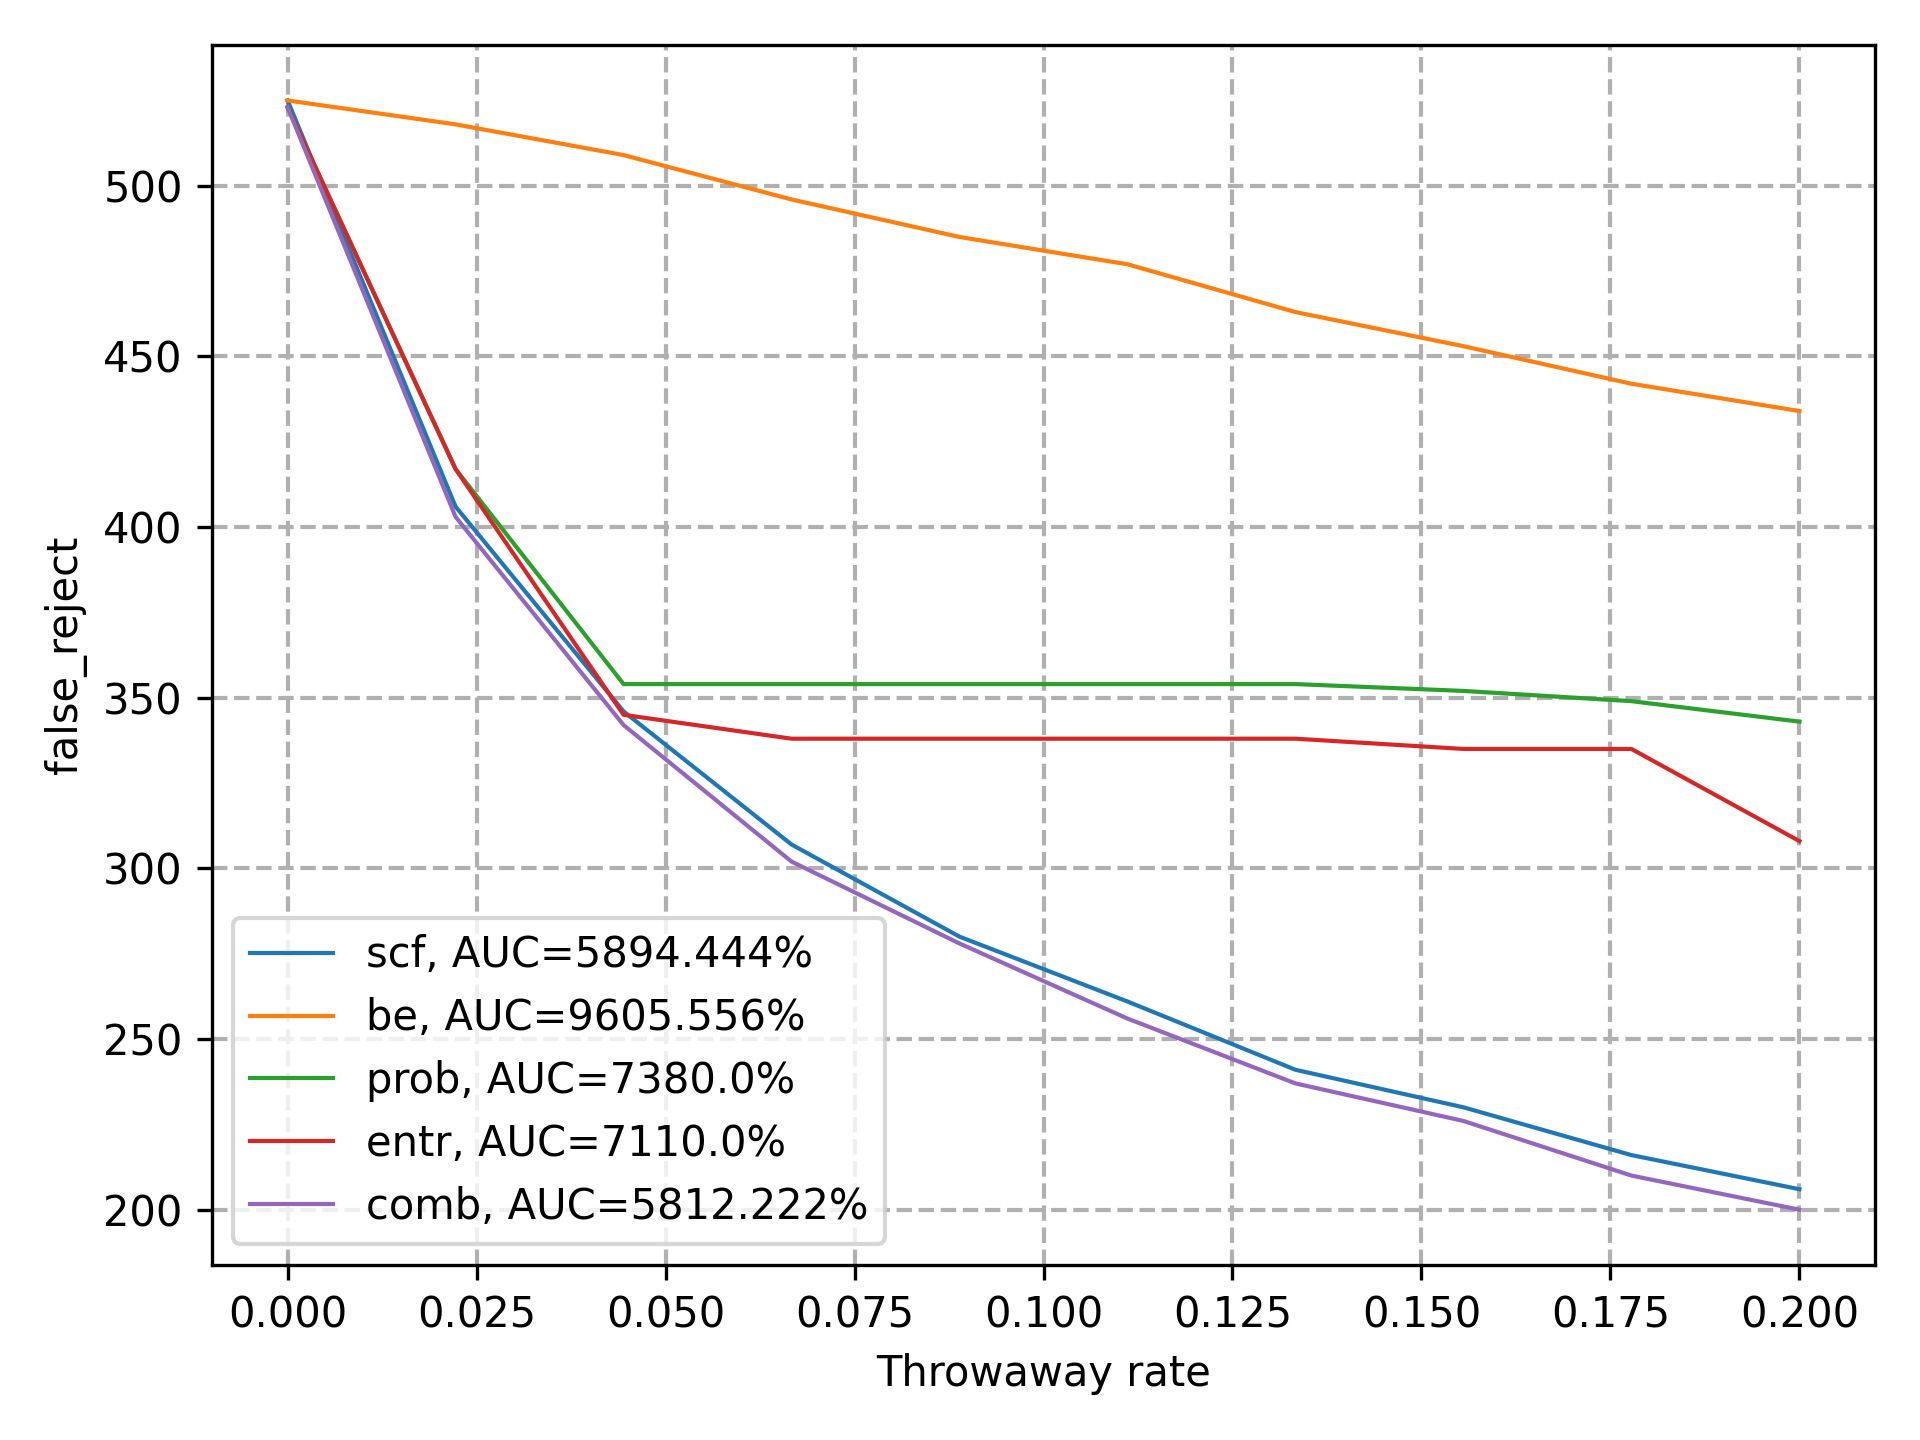 false_reject
500
450
400
350
300
250
200
scf, AUC=5894.444%
be, AUC=9605.556%
prob, AUC=7380.0%
entr, AUC=7110.0%
comb, AUC=5812.222%
0.000 0.025 0.050 0.075 0.100 0.125 0.150 0.175 0.200
Throwaway rate